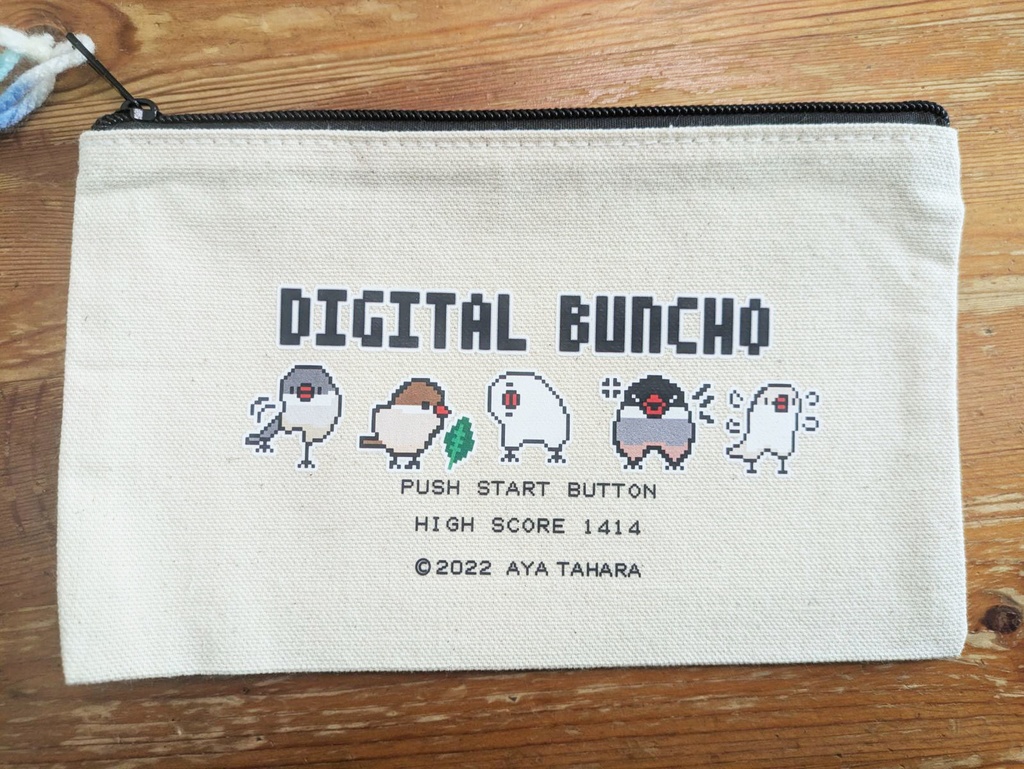 DIGITAL BUNCHO
PUSH START BUTTON
HIGH SCORE 1414
©2022 AYA TAHARA